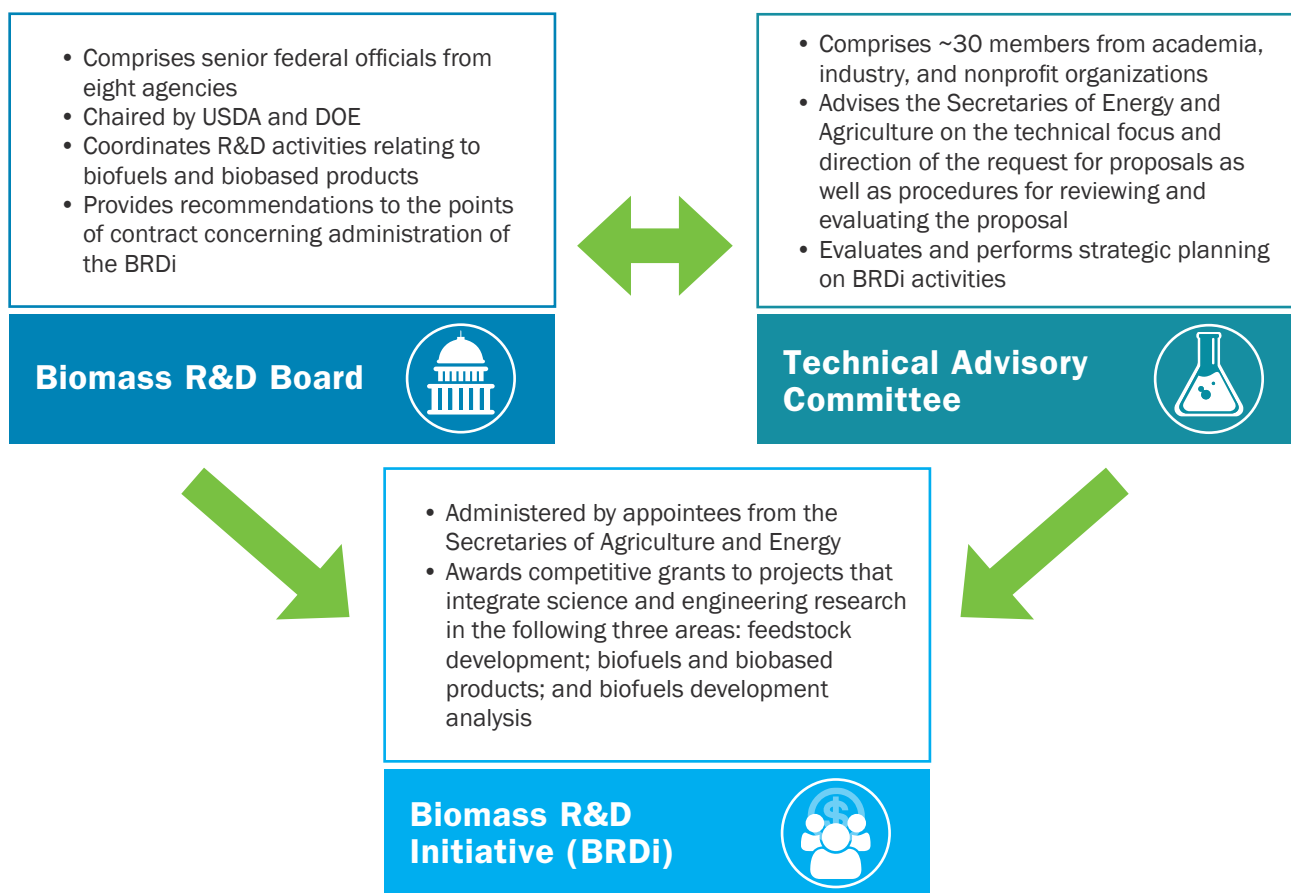 • Comprises senior federal officials from
eight agencies
• Chaired by USDA and DOE
• Coordinates R&D activities relating to
biofuels and biobased products
• Provides recommendations to the points
of contract concerning administration of
the BRDi
Biomass R&D Board
• Comprises ~30 members from academia,
industry, and nonprofit organizations
• Advises the Secretaries of Energy and
Agriculture on the technical focus and
direction of the request for proposals as
well as procedures for reviewing and
evaluating the proposal
• Evaluates and performs strategic planning
on BRDi activities
Technical Advisory
Committee
• Administered by appointees from the
Secretaries of Agriculture and Energy
• Awards competitive grants to projects that
integrate science and engineering research
in the following three areas: feedstock
development; biofuels and biobased
products; and biofuels development
analysis
Biomass R&D
Initiative (BRDi)
$